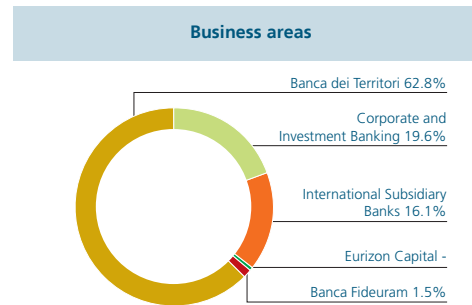 Business areas
Banca dei Territori 62.8%
Corporate and
Investment Banking 19.6%
International Subsidiary
Banks 16.1%
Eurizon Capital -
Banca Fideuram 1.5%